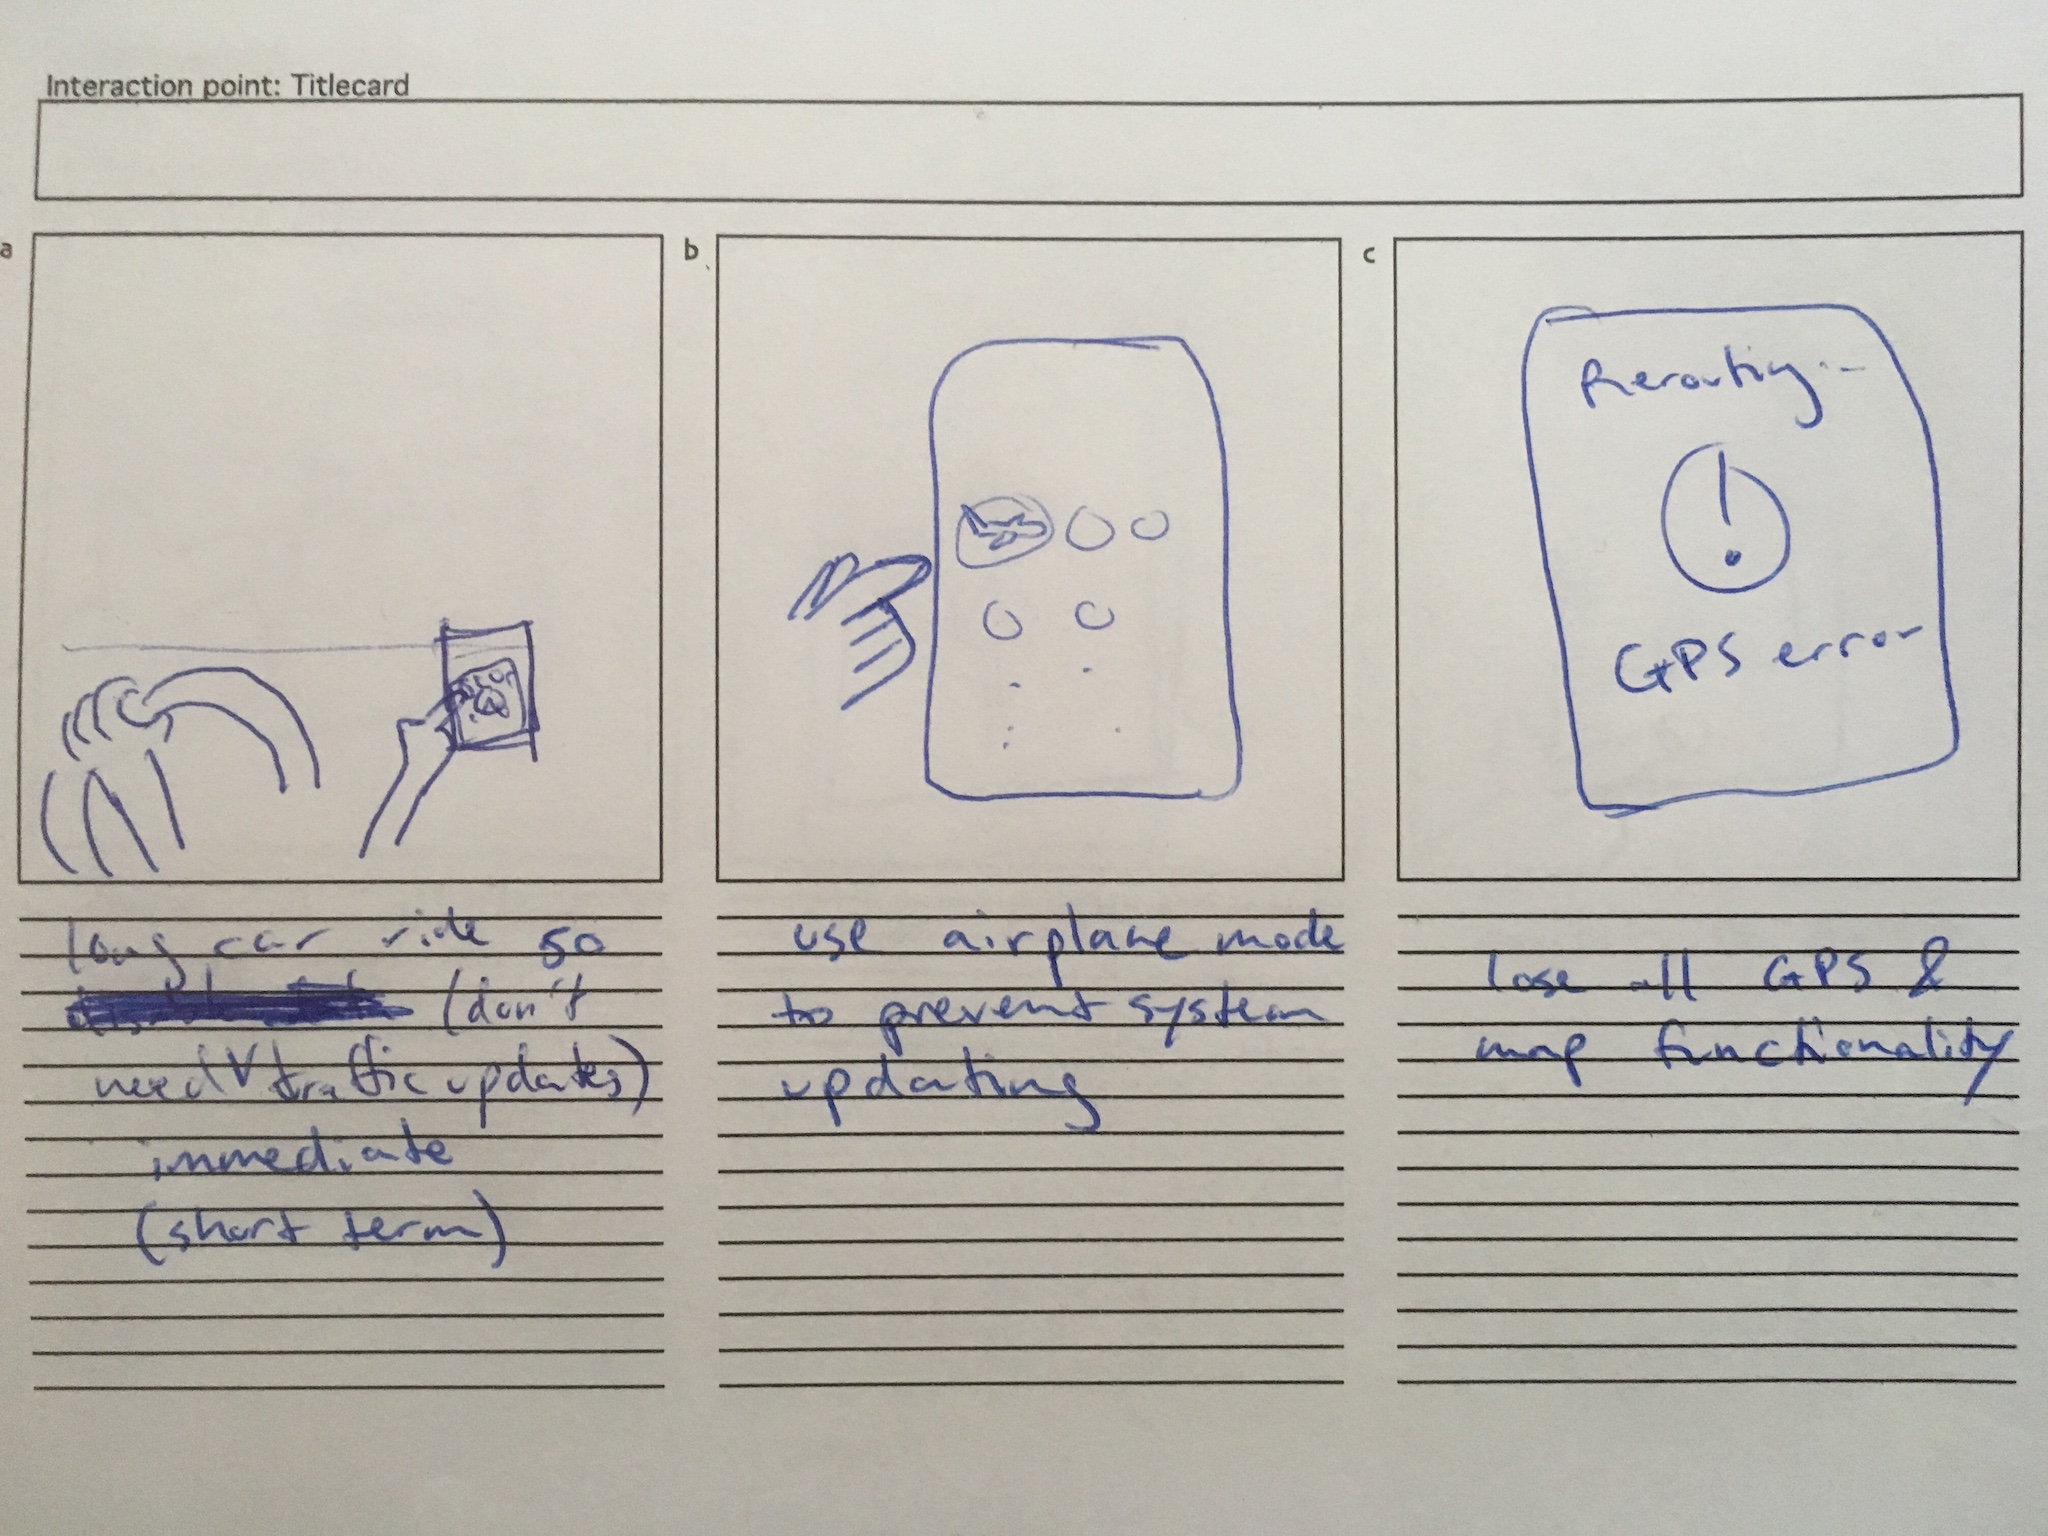 Interaction point: Titlecard
a
b
c
Rerouting...
!
GPS error
long car ride so
(don't
need traffic updates)
immediate
(short term)
use airplane mode
to prevent system
updating
lose all GPS &
map functionality